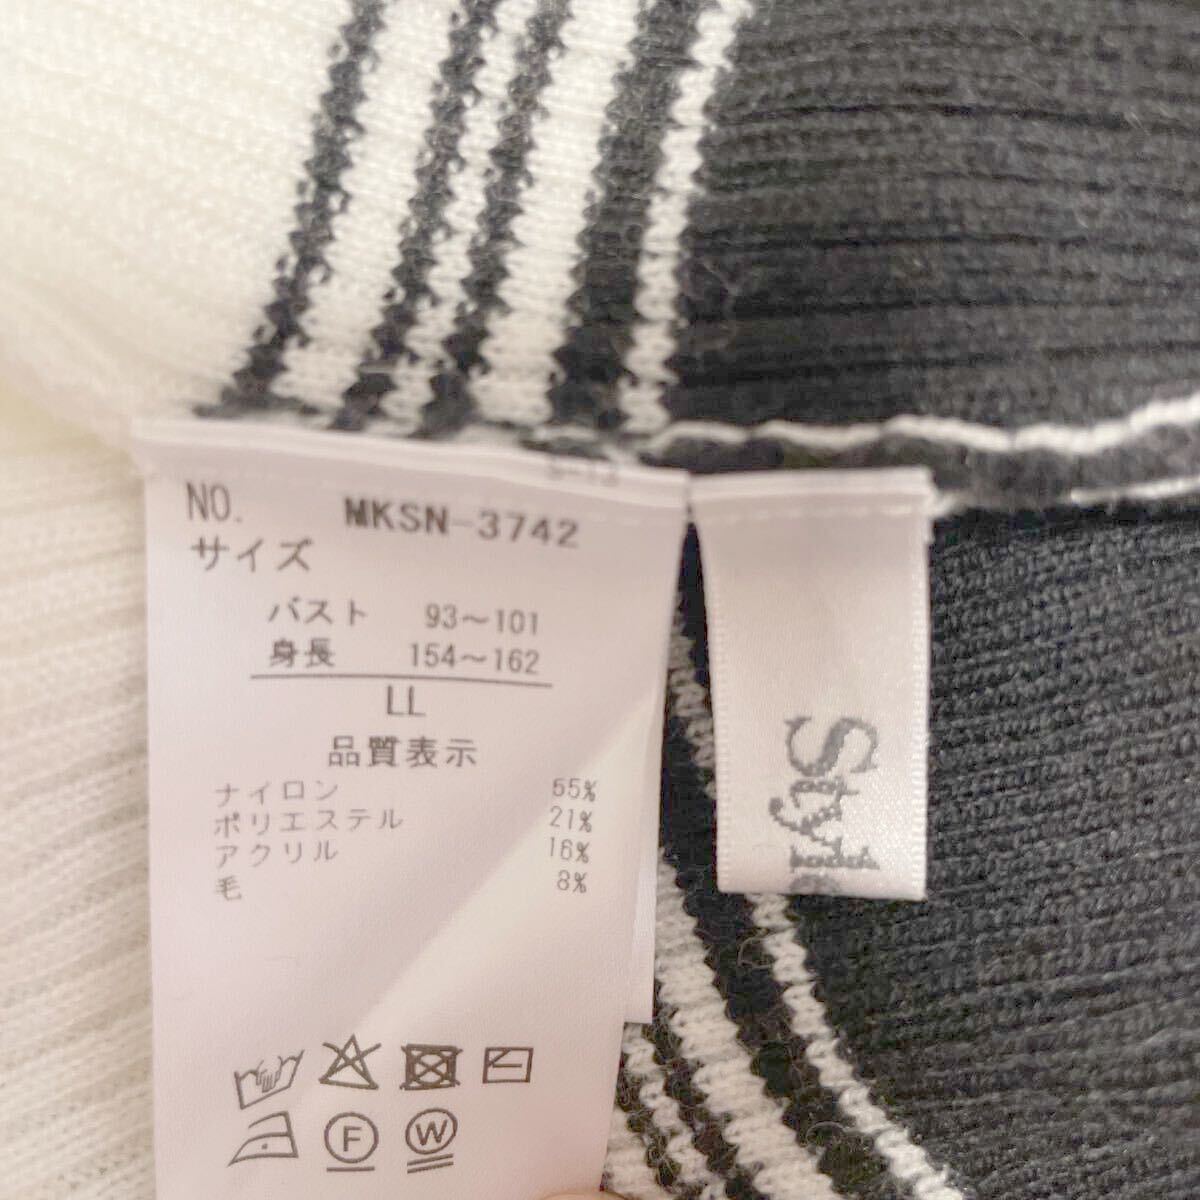 NO. MKSN-3742
サイズ
バスト 93～101
身長 154～162
LL
品質表示
ナイロン 55%
ポリエステル 21%
アクリル 16%
毛 8%
F
W